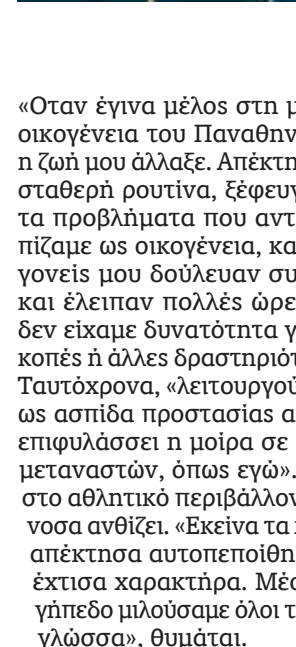 «Οταν έγινα μέλος στη μ
οικογένεια του Παναθην
η ζωή μου άλλαξε. Απέκτη
σταθερή ρουτίνα, ξέφευγ
τα προβλήματα που αντ
πίζαμε ως οικογένεια, κα
γονείς μου δούλευαν συ
και έλειπαν πολλές ώρε
δεν είχαμε δυνατότητα γ
κοπές ή άλλες δραστηριότ
Ταυτόχρονα, «λειτουργού
ως ασπίδα προστασίας α
επιφυλάσσει η μοίρα σε
μεταναστών, όπως εγώ».
στο αθλητικό περιβάλλον
νοσα ανθίζει. «Εκείνα τα
απέκτησα αυτοπεποίθη
έχτισα χαρακτήρα. Μέσ
γήπεδο μιλούσαμε όλοι τ
γλώσσα», θυμάται.